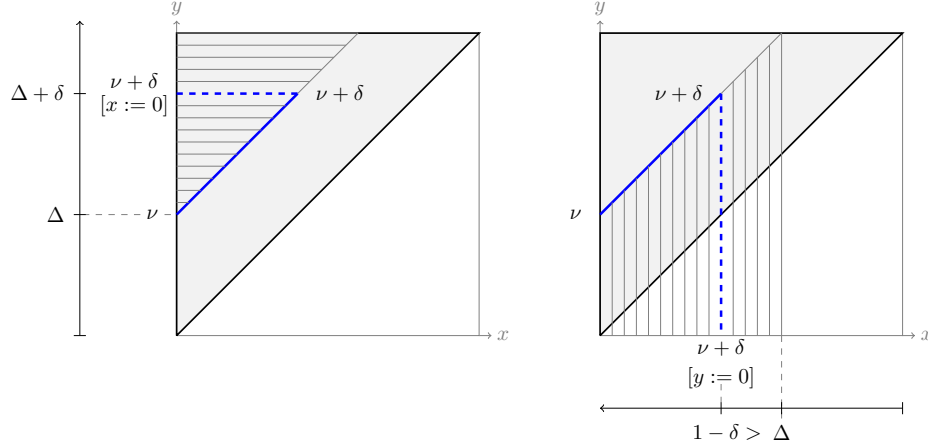 y
Δ + δ
ν + δ
[x := 0]
ν + δ
Δ
ν
x
y
ν + δ
ν
x
ν + δ
[y := 0]
1 − δ > Δ